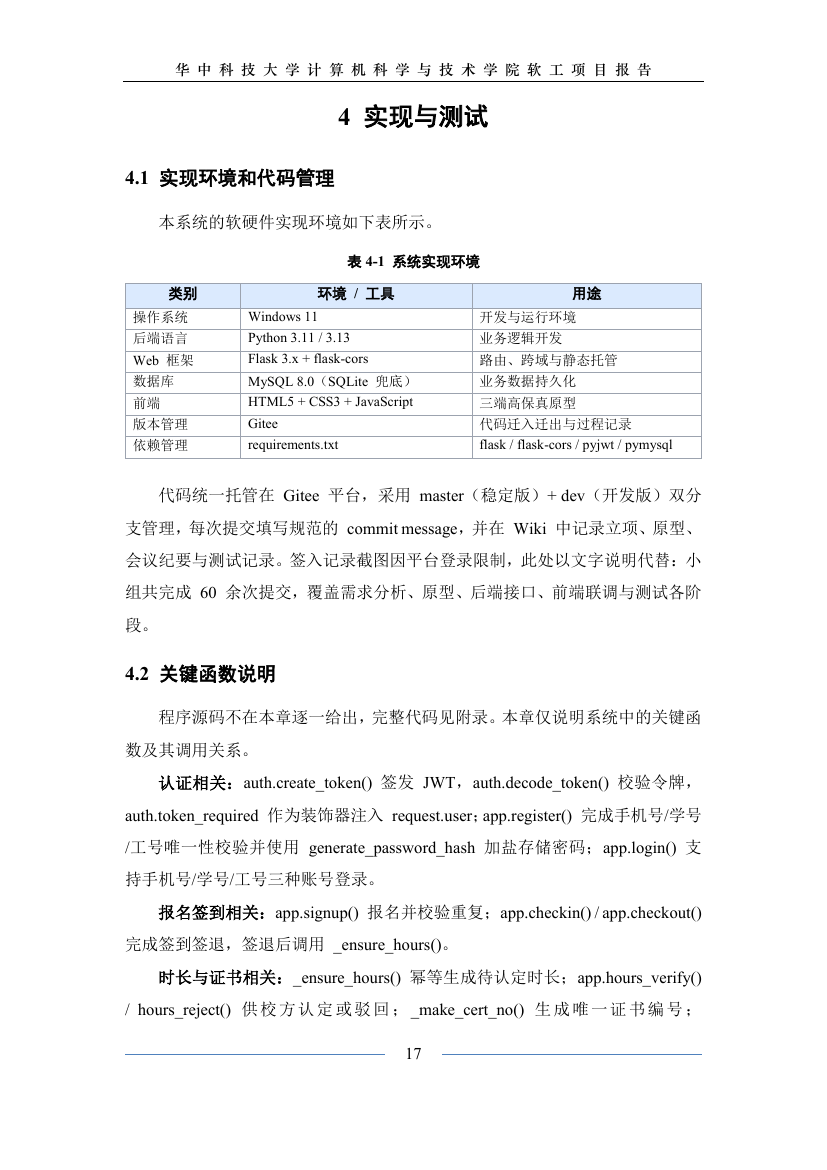 华中科技大学计算机科学与技术学院软工项目报告
4 实现与测试
4.1 实现环境和代码管理
本系统的软硬件实现环境如下表所示。
表 4-1 系统实现环境
类别 环境 / 工具 用途
操作系统 Windows 11 开发与运行环境
后端语言 Python 3.11 / 3.13 业务逻辑开发
Web 框架 Flask 3.x + flask-cors 路由、跨域与静态托管
数据库 MySQL 8.0（SQLite 兜底） 业务数据持久化
前端 HTML5 + CSS3 + JavaScript 三端高保真原型
版本管理 Gitee 代码迁入迁出与过程记录
依赖管理 requirements.txt flask / flask-cors / pyjwt / pymysql
代码统一托管在 Gitee 平台，采用 master（稳定版）+ dev（开发版）双分
支管理，每次提交填写规范的 commit message，并在 Wiki 中记录立项、原型、
会议纪要与测试记录。签入记录截图因平台登录限制，此处以文字说明代替：小
组共完成 60 余次提交，覆盖需求分析、原型、后端接口、前端联调与测试各阶
段。
4.2 关键函数说明
程序源码不在本章逐一给出，完整代码见附录。本章仅说明系统中的关键函
数及其调用关系。
认证相关：auth.create_token() 签发 JWT，auth.decode_token() 校验令牌，
auth.token_required 作为装饰器注入 request.user；app.register() 完成手机号/学号
/工号唯一性校验并使用 generate_password_hash 加盐存储密码；app.login() 支
持手机号/学号/工号三种账号登录。
报名签到相关：app.signup() 报名并校验重复；app.checkin() / app.checkout()
完成签到签退，签退后调用 _ensure_hours()。
时长与证书相关：_ensure_hours() 幂等生成待认定时长；app.hours_verify()
/ hours_reject() 供校方认定或驳回；_make_cert_no() 生成唯一证书编号；
17